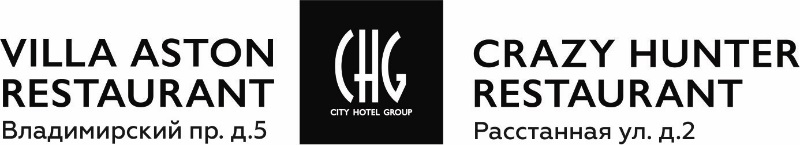 VILLA ASTON
RESTAURANT
Владимирский пр. д.5
CHG
CITY HOTEL GROUP
CRAZY HUNTER
RESTAURANT
Расстанная ул. д.2